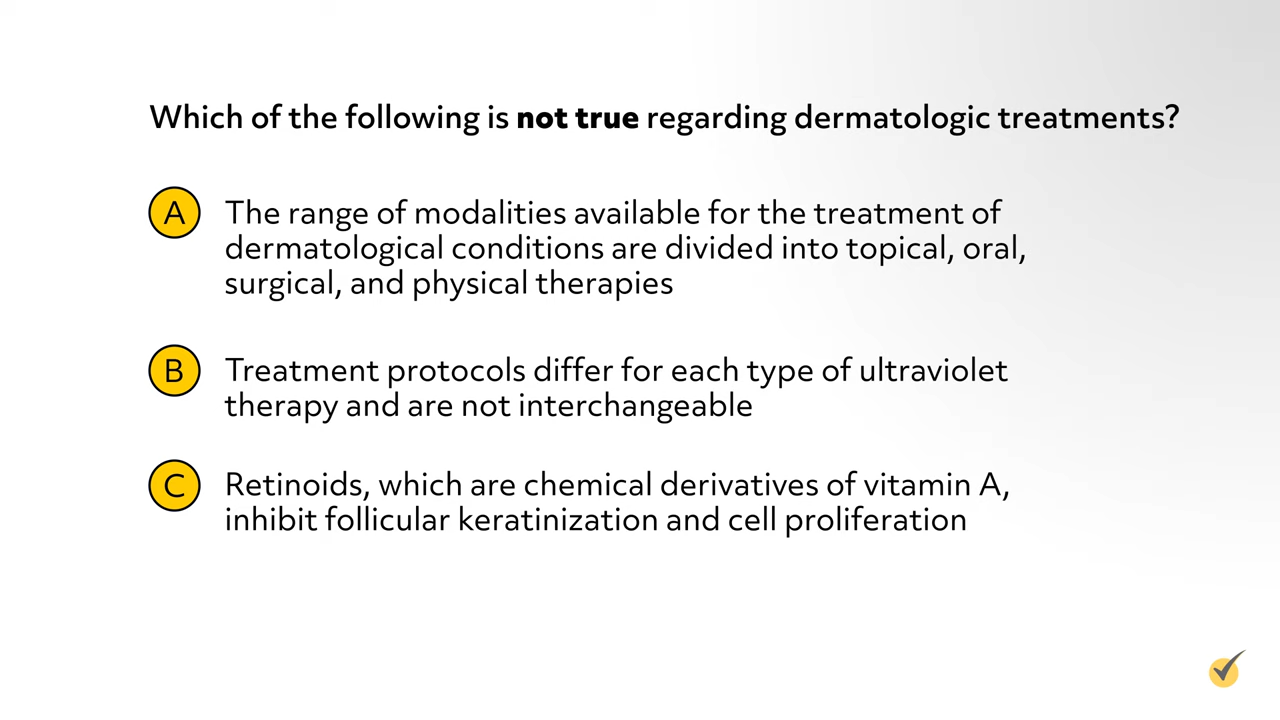 Which of the following is not true regarding dermatologic treatments?
A
The range of modalities available for the treatment of
dermatological conditions are divided into topical, oral,
surgical, and physical therapies
B
Treatment protocols differ for each type of ultraviolet
therapy and are not interchangeable
C
Retinoids, which are chemical derivatives of vitamin A,
inhibit follicular keratinization and cell proliferation